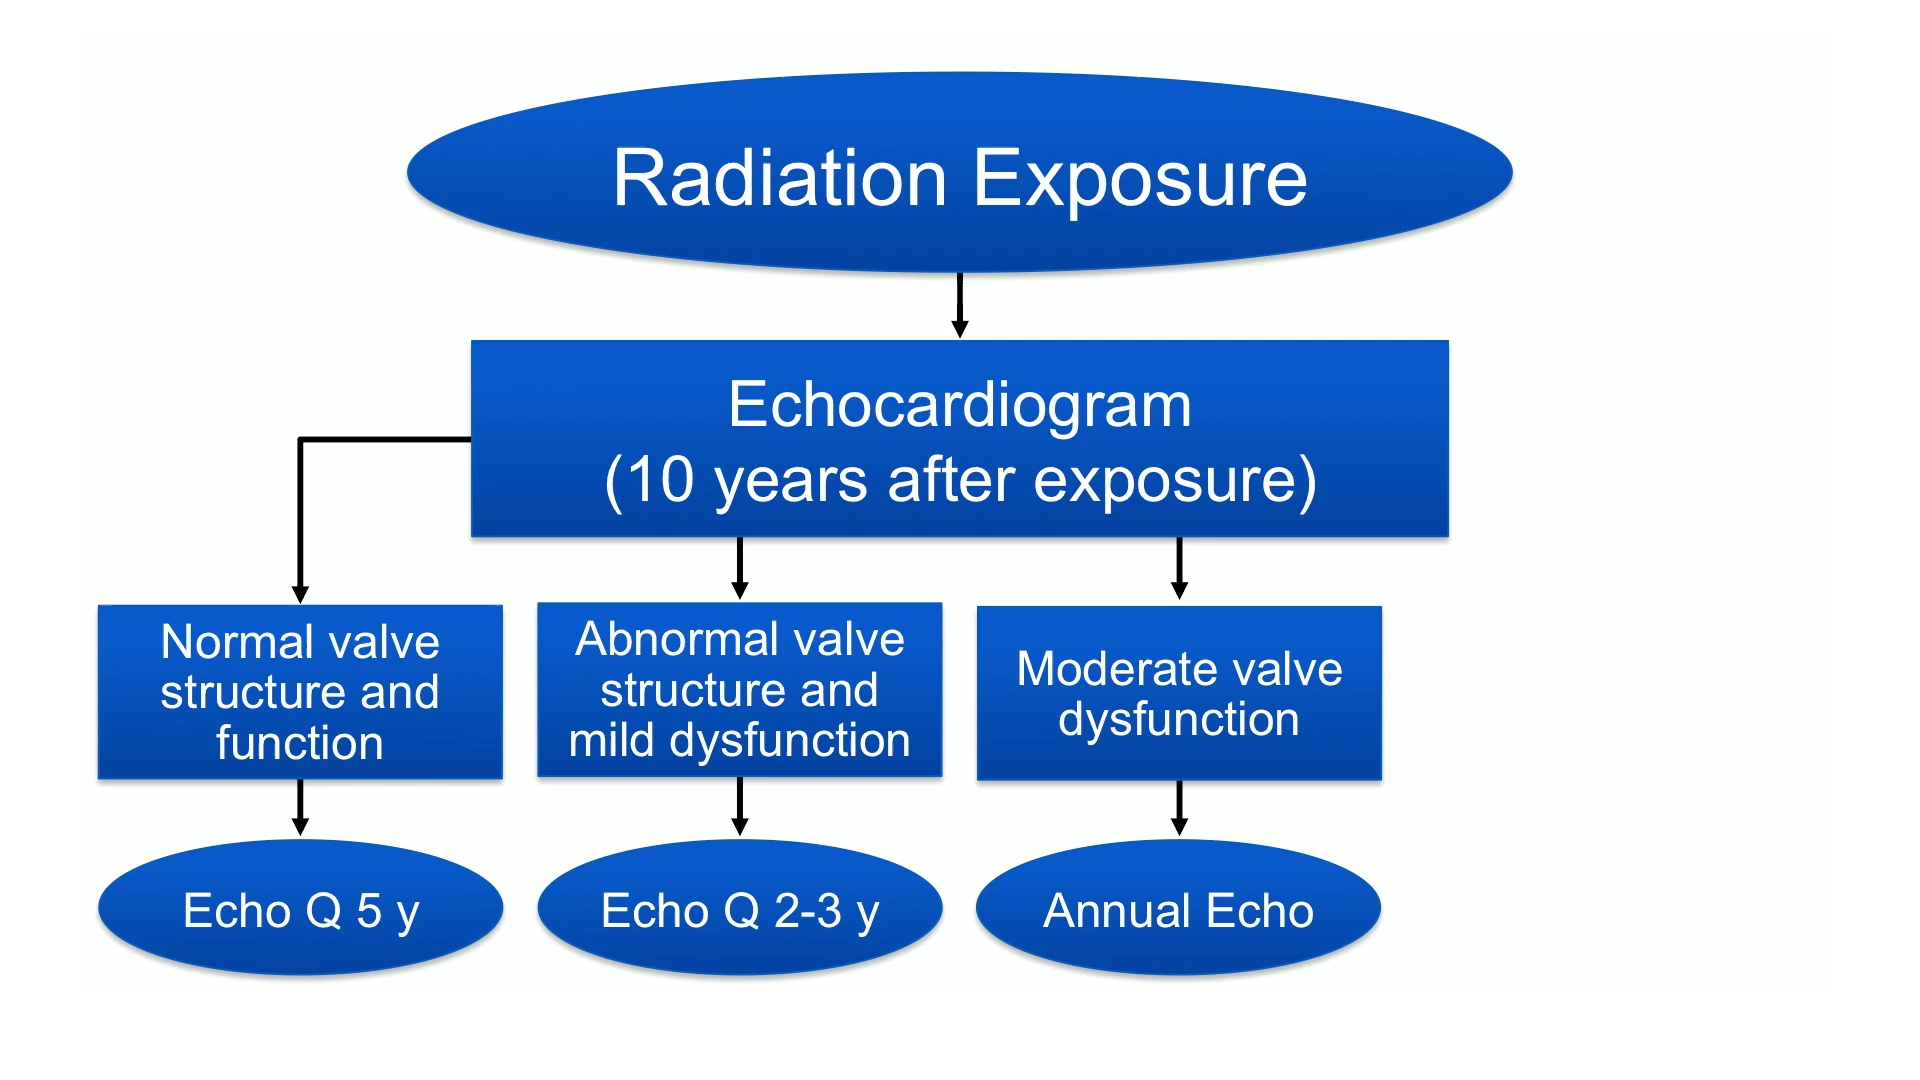 Radiation Exposure
Echocardiogram
(10 years after exposure)
Normal valve
structure and
function
Abnormal valve
structure and
mild dysfunction
Moderate valve
dysfunction
Echo Q 5 y
Echo Q 2-3 y
Annual Echo